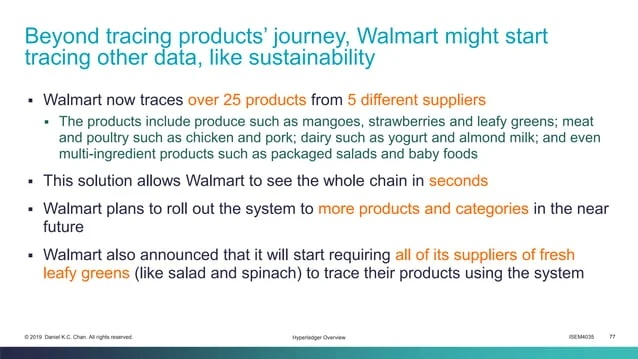 Beyond tracing products’ journey, Walmart might start
tracing other data, like sustainability
▪ Walmart now traces over 25 products from 5 different suppliers
▪ The products include produce such as mangoes, strawberries and leafy greens; meat
and poultry such as chicken and pork; dairy such as yogurt and almond milk; and even
multi-ingredient products such as packaged salads and baby foods
▪ This solution allows Walmart to see the whole chain in seconds
▪ Walmart plans to roll out the system to more products and categories in the near
future
▪ Walmart also announced that it will start requiring all of its suppliers of fresh
leafy greens (like salad and spinach) to trace their products using the system
© 2019 Daniel K.C. Chan. All rights reserved. Hyperledger Overview ISEM4035 77